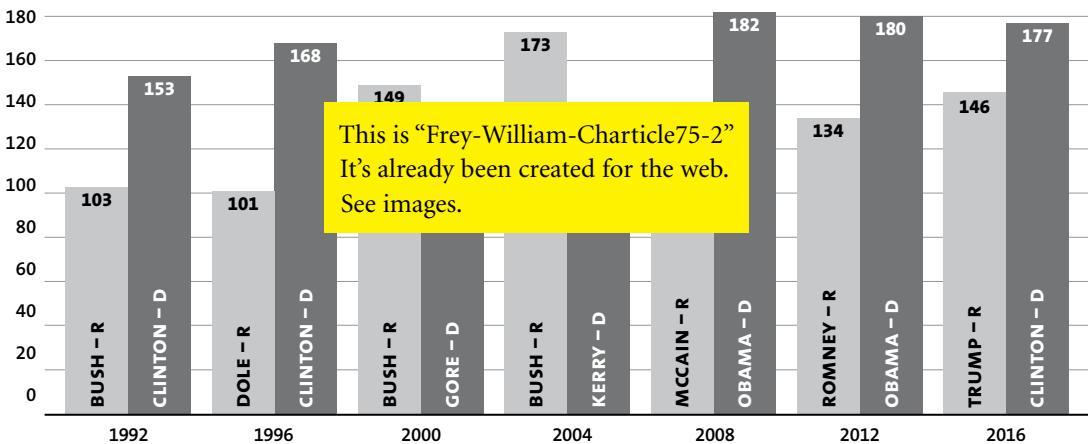 180
160
140
120
100
80
60
40
20
0
103
153
101
168
149
173
182
134
180
146
177
This is “Frey-William-Charticle75-2”
It’s already been created for the web.
See images.
BUSH – R
CLINTON – D
DOLE – R
CLINTON – D
BUSH – R
GORE – D
BUSH – R
KERRY – D
MCCAIN – R
OBAMA – D
ROMNEY – R
OBAMA – D
TRUMP – R
CLINTON – D
1992
1996
2000
2004
2008
2012
2016